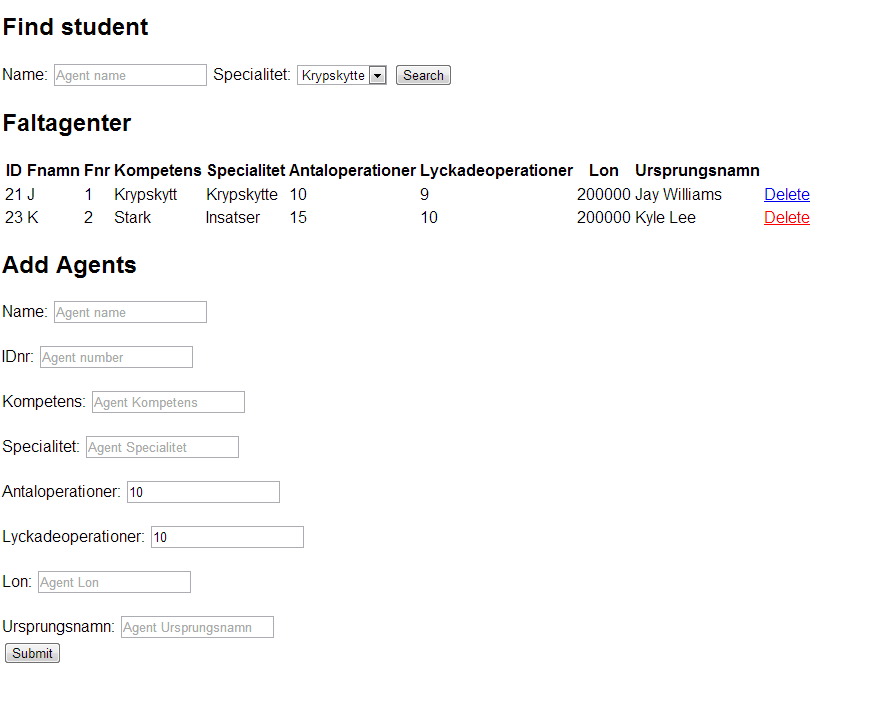 Find student
Name: Agent name Specialitet: Krypskytte Search
Faltagenter
ID Fnamn Fnr Kompetens Specialitet Antaloperationer Lyckadeoperationer Lon Ursprungsnamn
21 J 1 Krypskytt Krypskytte 10 9 200000 Jay Williams Delete
23 K 2 Stark Insatser 15 10 200000 Kyle Lee Delete
Add Agents
Name: Agent name
IDnr: Agent number
Kompetens: Agent Kompetens
Specialitet: Agent Specialitet
Antaloperationer: 10
Lyckadeoperationer: 10
Lon: Agent Lon
Ursprungsnamn: Agent Ursprungsnamn
Submit